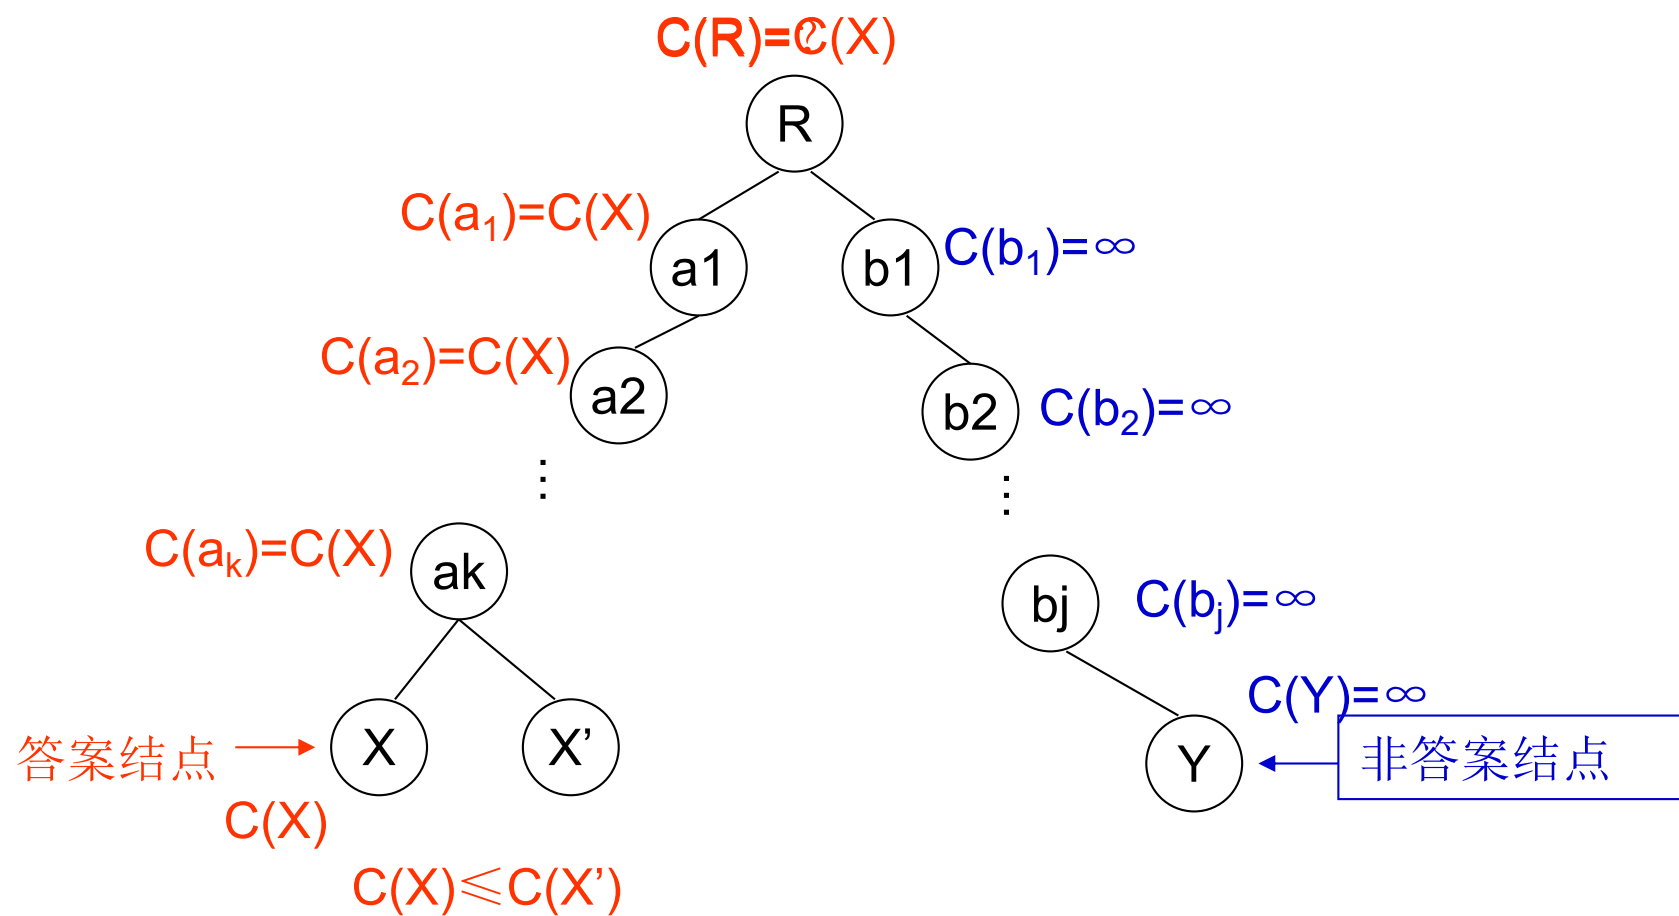 C(R)=C(X)
R
C(a₁)=C(X)
a1
b1
C(b₁)=∞
C(a₂)=C(X)
a2
b2
C(b₂)=∞
⋮
⋮
C(aₖ)=C(X)
ak
bj
C(bⱼ)=∞
C(Y)=∞
答案结点
X
X’
Y
非答案结点
C(X)
C(X)≤C(X’)